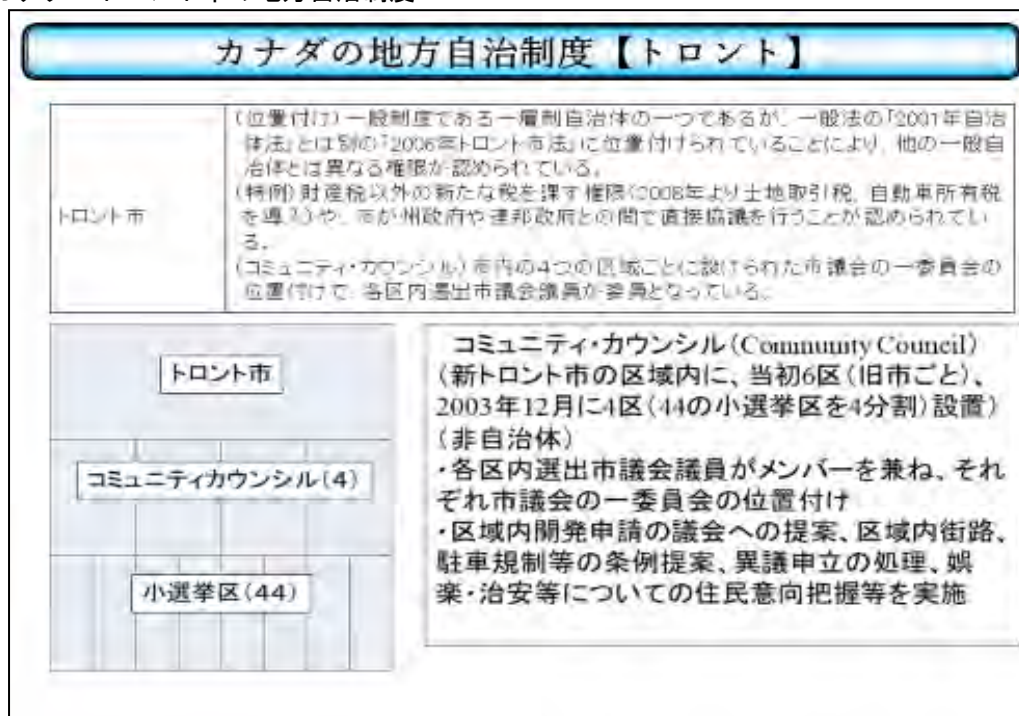 カナダの地方自治制度【トロント】
トロント市
(位置付け)一般制度である一層制自治体の一つであるが、一般法の「2001年自治
体法」とは別の「2006年トロント市法」に位置付けられていることにより、他の一般自
治体とは異なる権限が認められている。
(特例)財産税以外の新たな税を課す権限(2008年より土地取引税、自動車所有税
を導入)や、市が州政府や連邦政府との間で直接協議を行うことが認められてい
る。
(コミュニティ・カウンシル)市内の4つの区域ごとに設けられた市議会の一委員会の
位置付けで、各区内選出市議会議員が委員となっている。
トロント市
コミュニティカウンシル(4)
小選挙区(44)
コミュニティ・カウンシル(Community Council)
(新トロント市の区域内に、当初6区(旧市ごと)、
2003年12月に4区(44の小選挙区を4分割)設置)
(非自治体)
・各区内選出市議会議員がメンバーを兼ね、それ
ぞれ市議会の一委員会の位置付け
・区域内開発申請の議会への提案、区域内街路、
駐車規制等の条例提案、異議申立の処理、娯
楽・治安等についての住民意向把握等を実施